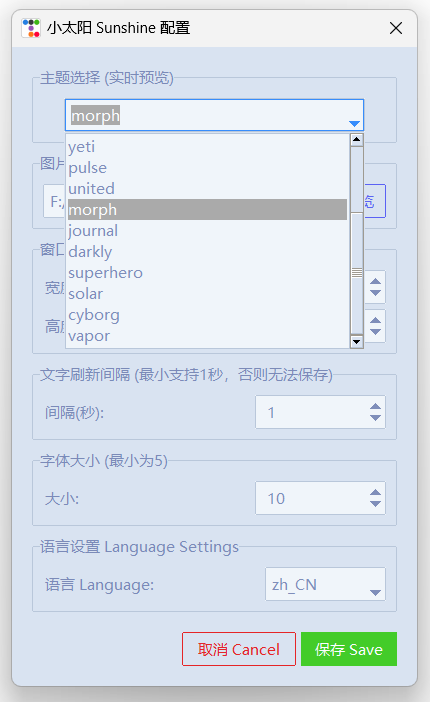 小太阳 Sunshine 配置
主题选择 (实时预览)
morph
yeti
pulse
united
morph
journal
darkly
superhero
solar
cyborg
vapor
图片
F:/
览
窗口
宽度
高度
文字刷新间隔 (最小支持1秒，否则无法保存)
间隔(秒):
1
字体大小 (最小为5)
大小:
10
语言设置 Language Settings
语言 Language:
zh_CN
取消 Cancel
保存 Save